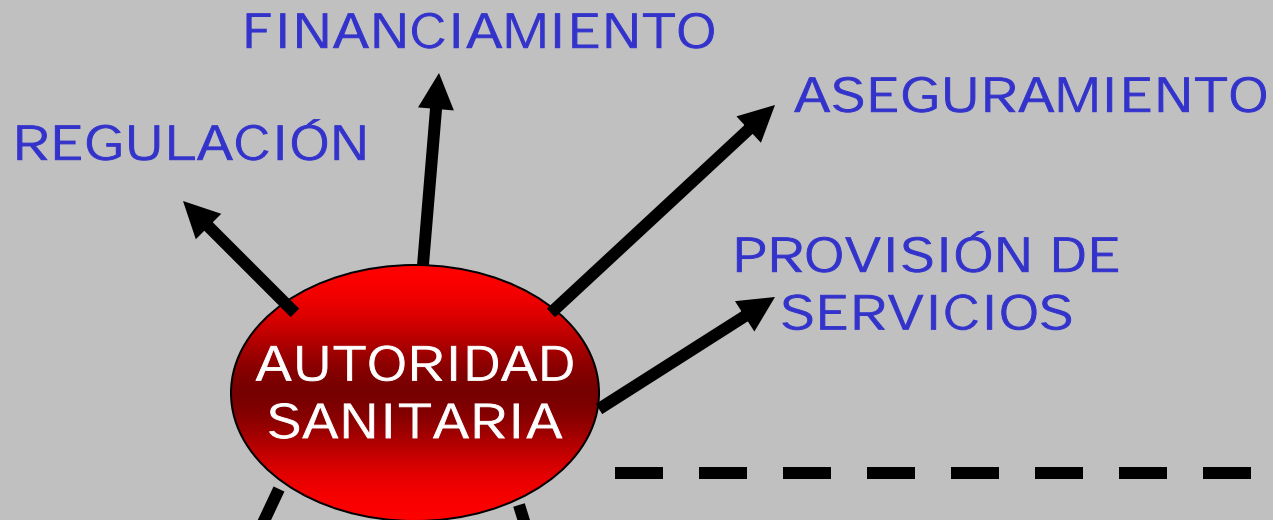 FINANCIAMIENTO
ASEGURAMIENTO
REGULACIÓN
PROVISIÓN DE
SERVICIOS
AUTORIDAD
SANITARIA